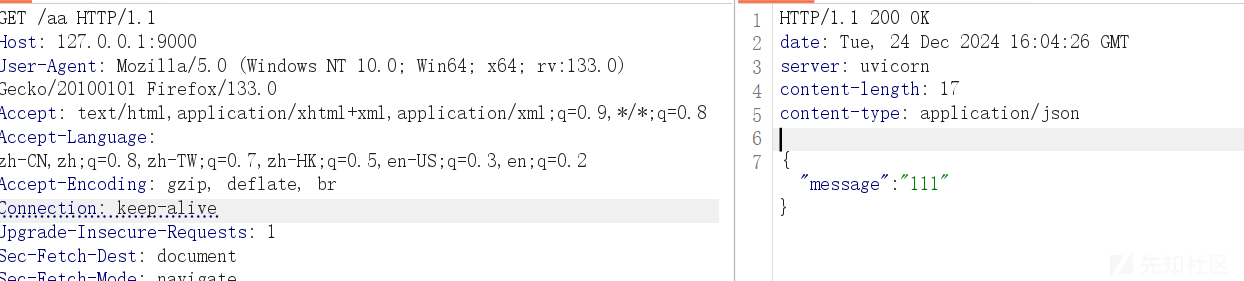 GET /aa HTTP/1.1
Host: 127.0.0.1:9000
User-Agent: Mozilla/5.0 (Windows NT 10.0; Win64; x64; rv:133.0)
Gecko/20100101 Firefox/133.0
Accept: text/html,application/xhtml+xml,application/xml;q=0.9,*/*;q=0.8
Accept-Language:
zh-CN,zh;q=0.8,zh-TW;q=0.7,zh-HK;q=0.5,en-US;q=0.3,en;q=0.2
Accept-Encoding: gzip, deflate, br
Connection: keep-alive
Upgrade-Insecure-Requests: 1
Sec-Fetch-Dest: document
Sec-Fetch-Mode: navigate
1 HTTP/1.1 200 OK
2 date: Tue, 24 Dec 2024 16:04:26 GMT
3 server: uvicorn
4 content-length: 17
5 content-type: application/json
6
7 {
"message":"111"
}
先知社区